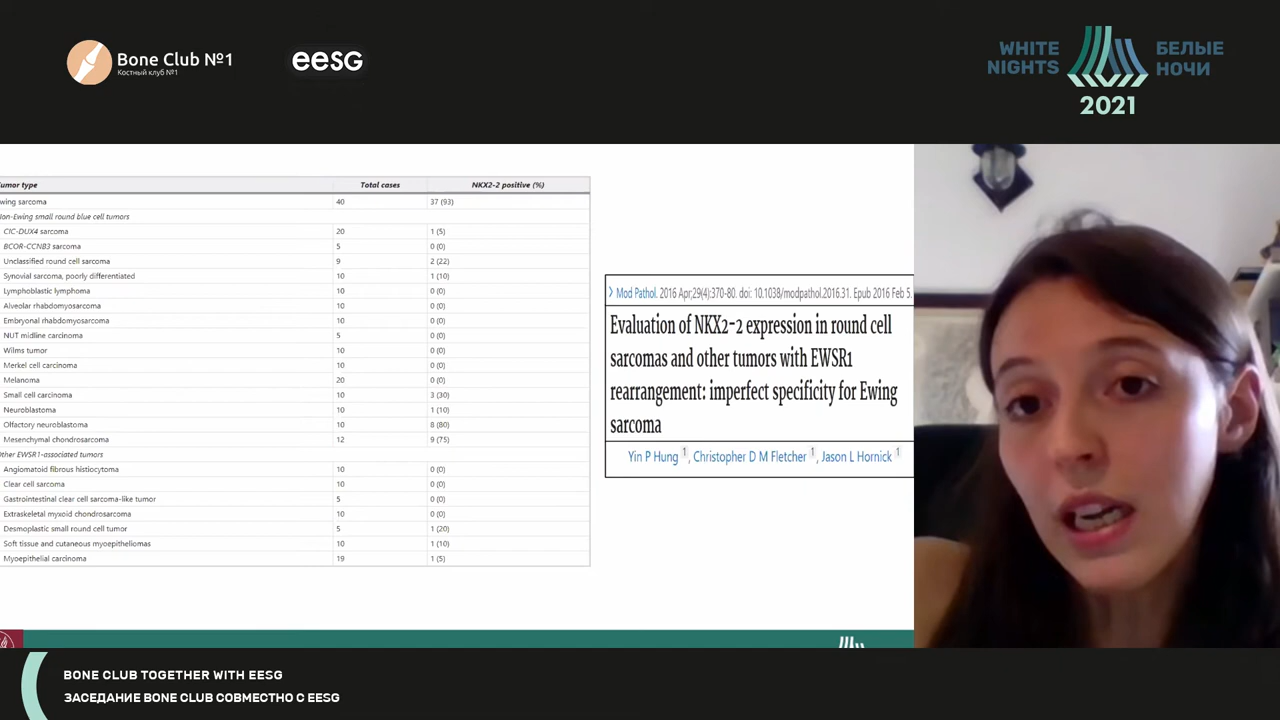 Bone Club №1
Костный клуб №1
eesg
WHITE NIGHTS
БЕЛЫЕ НОЧИ
2021
umor type Total cases NKX2-2 positive (%)
wing sarcoma 40 37 (93)
on-Ewing small round blue cell tumors
CIC-DUX4 sarcoma 20 1 (5)
BCOR-CCNB3 sarcoma 5 0 (0)
Unclassified round cell sarcoma 9 2 (22)
Synovial sarcoma, poorly differentiated 10 1 (10)
Lymphoblastic lymphoma 10 0 (0)
Alveolar rhabdomyosarcoma 10 0 (0)
Embryonal rhabdomyosarcoma 10 0 (0)
NUT midline carcinoma 5 0 (0)
Wilms tumor 10 0 (0)
Merkel cell carcinoma 10 0 (0)
Melanoma 20 0 (0)
Small cell carcinoma 10 3 (30)
Neuroblastoma 10 1 (10)
Olfactory neuroblastoma 10 8 (80)
Mesenchymal chondrosarcoma 12 9 (75)
ther EWSR1-associated tumors
Angiomatoid fibrous histiocytoma 10 0 (0)
Clear cell sarcoma 10 0 (0)
Gastrointestinal clear cell sarcoma-like tumor 5 0 (0)
Extraskeletal myxoid chondrosarcoma 10 0 (0)
Desmoplastic small round cell tumor 5 1 (20)
Soft tissue and cutaneous myoepitheliomas 10 1 (10)
Myoepithelial carcinoma 19 1 (5)
> Mod Pathol. 2016 Apr;29(4):370-80. doi: 10.1038/modpathol.2016.31. Epub 2016 Feb 5.
Evaluation of NKX2-2 expression in round cell
sarcomas and other tumors with EWSR1
rearrangement: imperfect specificity for Ewing
sarcoma
Yin P Hung 1, Christopher D M Fletcher 1, Jason L Hornick 1
BONE CLUB TOGETHER WITH EESG
ЗАСЕДАНИЕ BONE CLUB СОВМЕСТНО С EESG